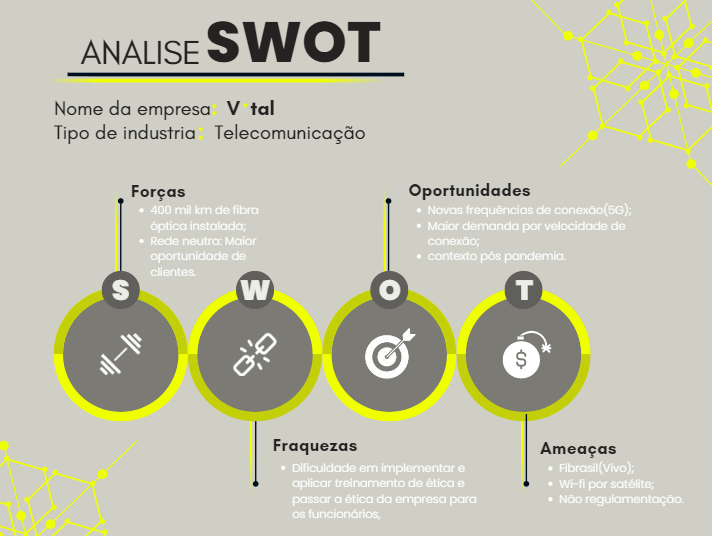 ANALISE SWOT
Nome da empresa: V·tal
Tipo de industria: Telecomunicação
Forças
400 mil km de fibra
óptica instalada;
Rede neutra: Maior
oportunidade de
clientes.
Oportunidades
Novas frequências de conexão(5G);
Maior demanda por velocidade de
conexão;
contexto pós pandemia.
S
W
O
T
$
Fraquezas
Dificuldade em implementar e
aplicar treinamento de ética e
passar a ética da empresa para
os funcionários,
Ameaças
Fibrasil(Vivo);
Wi-fi por satélite;
Não regulamentação.